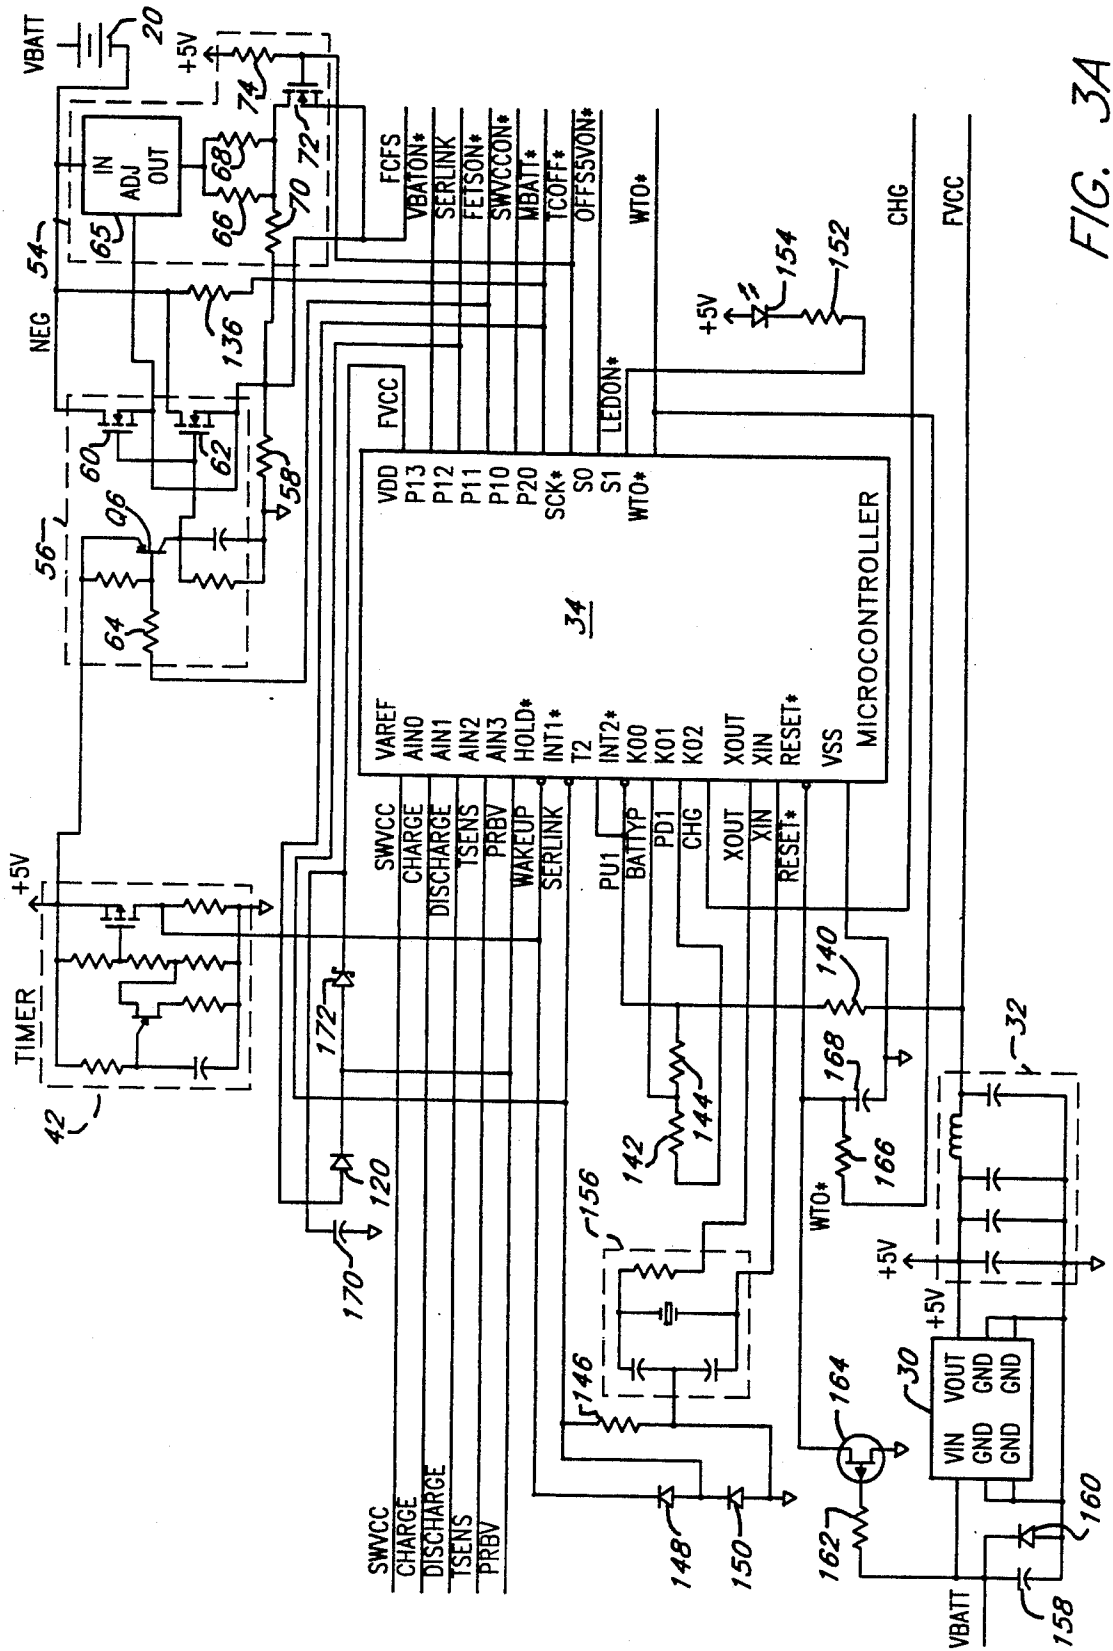 VBATT
20
+5V
74
72
IN
ADJ
OUT
65
68
66
70
54
NEG
136
60
62
56
Q6
58
64
+5V
TIMER
42
FCFS
VBATON*
SERLINK
FETSON*
SWVCCON*
MBATT*
TCOFF*
OFFS5VON*
WTO*
CHG
FVCC
FVCC
LEDON*
+5V
154
152
VDD
P13
P12
P11
P10
P20
SCK*
S0
S1
WTO*
34
MICROCONTROLLER
VAREF
AIN0
AIN1
AIN2
AIN3
HOLD*
INT1*
T2
INT2*
K00
K01
K02
XOUT
XIN
RESET*
VSS
SWVCC
CHARGE
DISCHARGE
TSENS
PRBV
WAKEUP
SERLINK
PU1
BATTYP
PD1
CHG
XOUT
XIN
RESET*
172
120
170
140
144
142
168
166
WTO*
156
146
148
150
SWVCC
CHARGE
DISCHARGE
TSENS
PRBV
32
+5V
+5V
30
VIN VOUT
GND GND
GND GND
164
162
160
158
VBATT
FIG. 3A